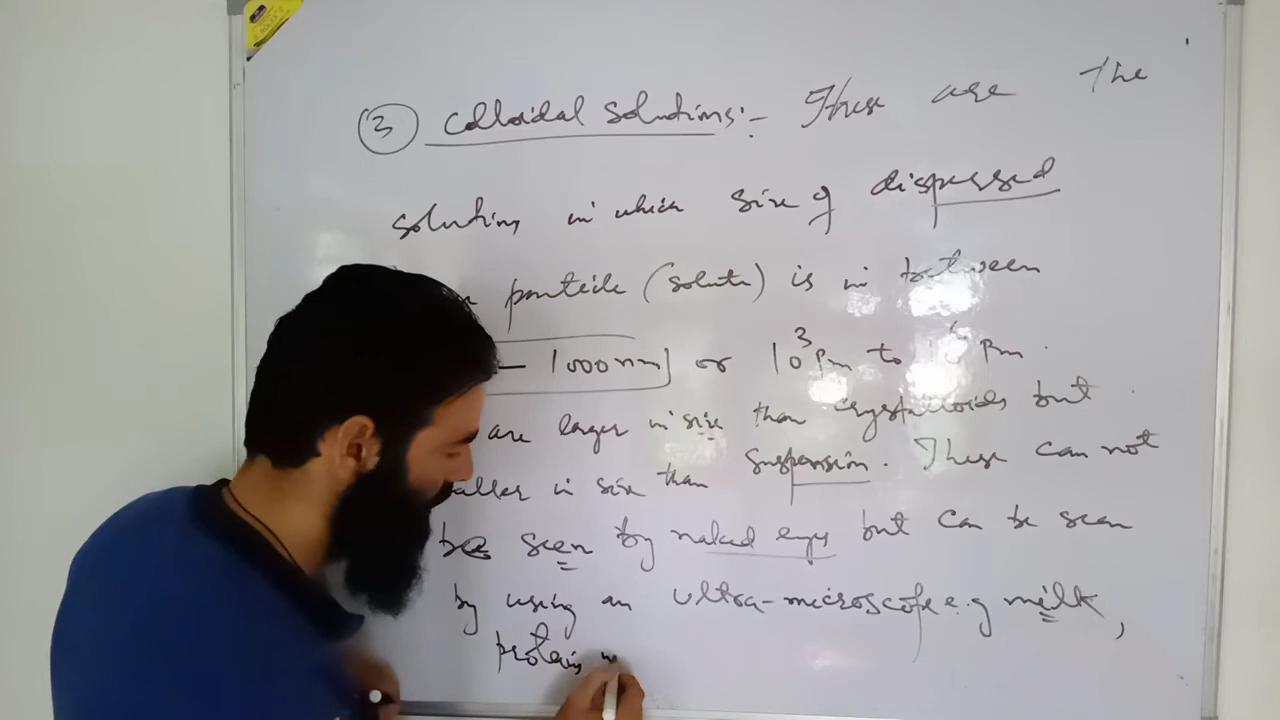 ③ Colloidal Solutions:- These are the
solutions in which size of dispersed
particle (solute) is in between
— 1000nm] or 10³pm to 10⁶ pm.
are larger in size than crystalloids but
aller in size than suspension. These can not
be seen by naked eyes but can be seen
by using an ultra-microscope e.g milk,
proteins